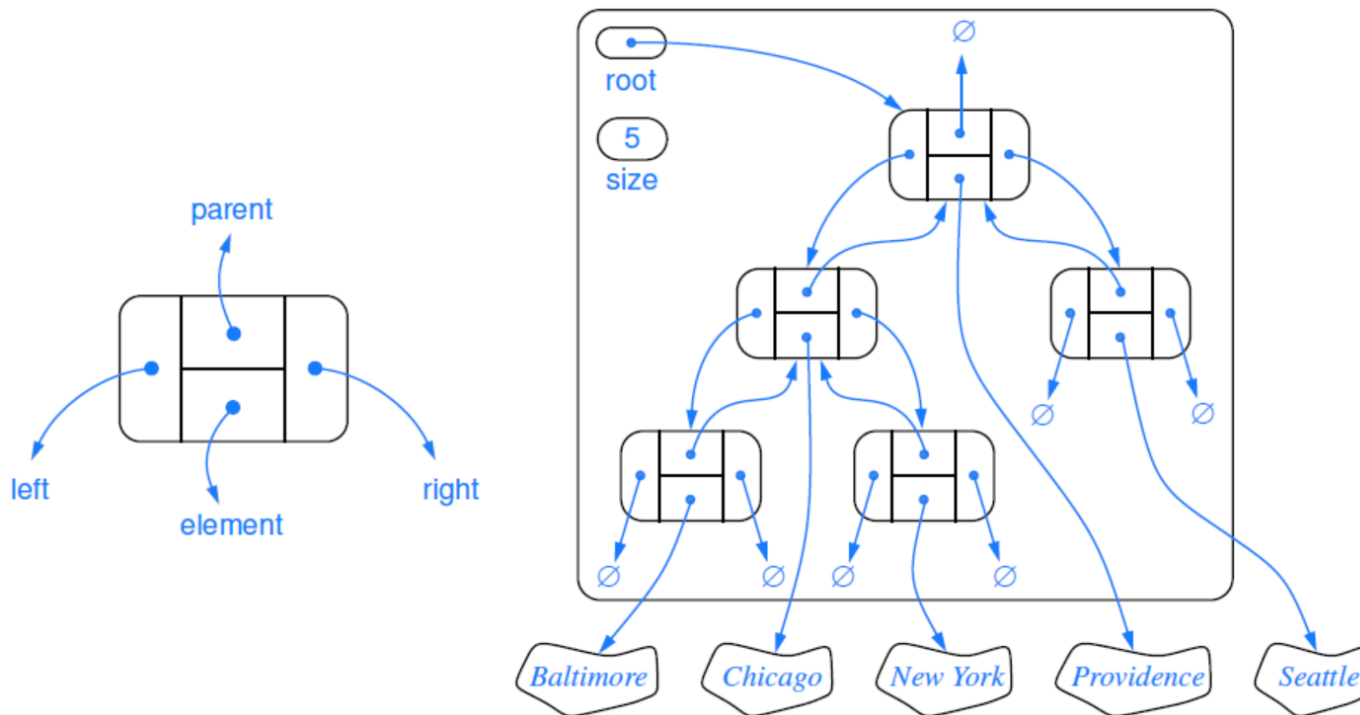 parent
left
right
element
root
5
size
∅
∅
∅
∅
∅
∅
∅
Baltimore
Chicago
New York
Providence
Seattle